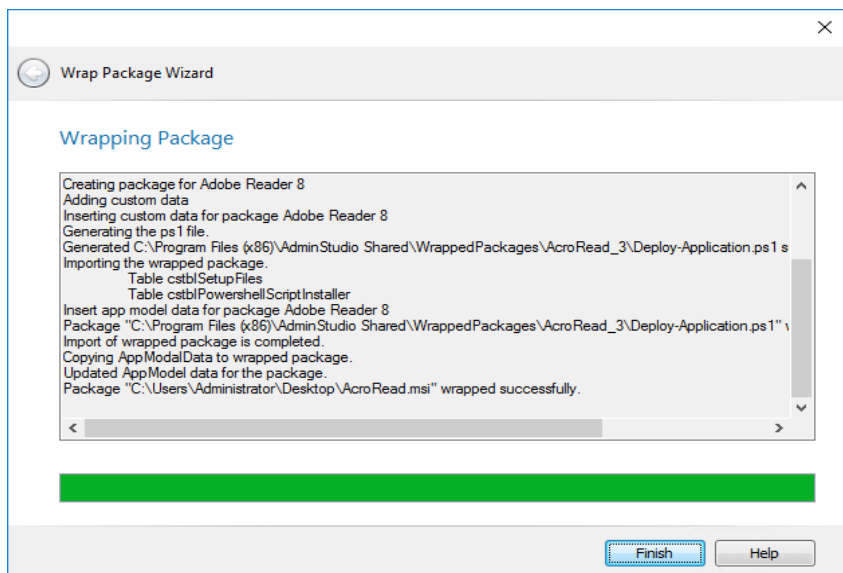 Wrap Package Wizard
Wrapping Package
Creating package for Adobe Reader 8
Adding custom data
Inserting custom data for package Adobe Reader 8
Generating the ps1 file.
Generated C:\Program Files (x86)\AdminStudio Shared\WrappedPackages\AcroRead_3\Deploy-Application.ps1 s
Importing the wrapped package.
Table cstblSetupFiles
Table cstblPowershellScriptInstaller
Insert app model data for package Adobe Reader 8
Package "C:\Program Files (x86)\AdminStudio Shared\WrappedPackages\AcroRead_3\Deploy-Application.ps1"
Import of wrapped package is completed.
Copying AppModalData to wrapped package.
Updated AppModel data for the package.
Package "C:\Users\Administrator\Desktop\AcroRead.msi" wrapped successfully.
Finish Help